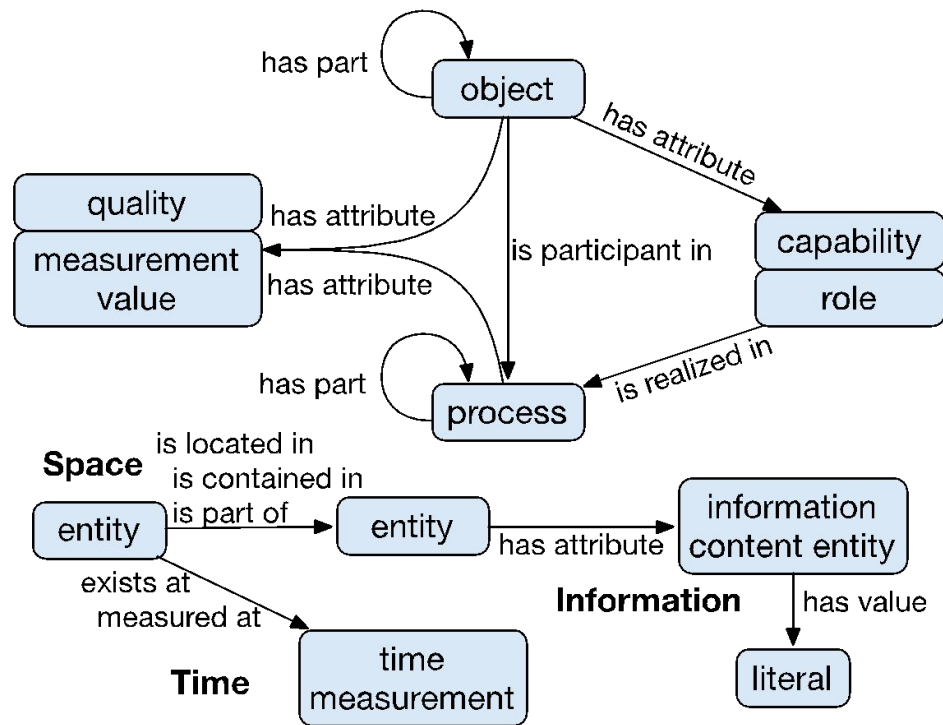 has part
object
has attribute
quality
has attribute
measurement
value
has attribute
is participant in
capability
role
has part
is realized in
process
Space
is located in
is contained in
is part of
entity
entity
has attribute
information
content entity
exists at
measured at
Information
has value
Time
time
measurement
literal